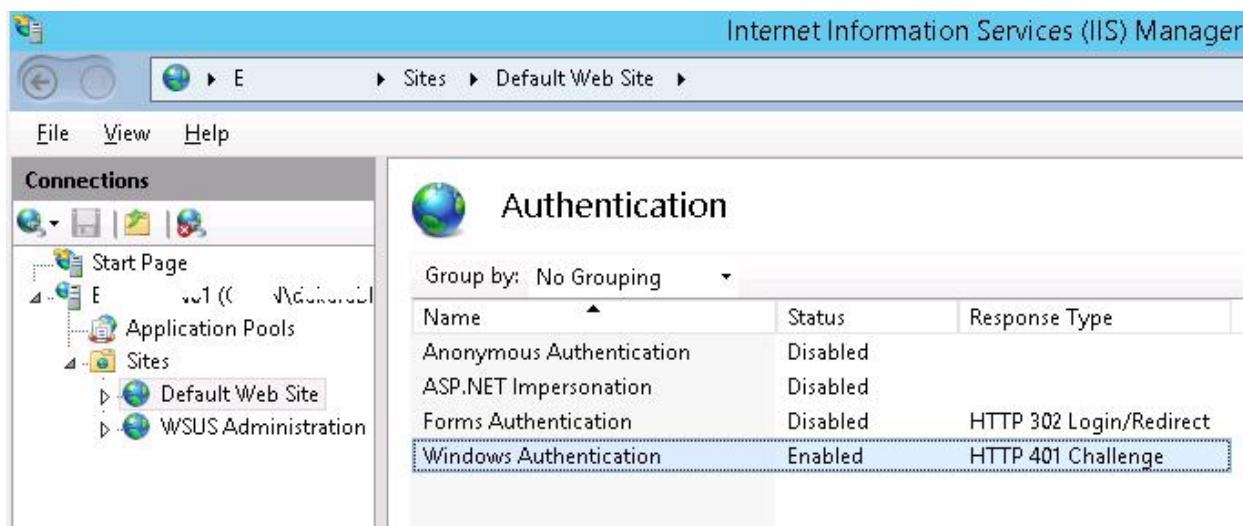 Internet Information Services (IIS) Manager
E Sites Default Web Site
File View Help
Connections
Authentication
Start Page
Group by: No Grouping
E
Application Pools
Sites
Default Web Site
WSUS Administration
Name Status Response Type
Anonymous Authentication Disabled
ASP.NET Impersonation Disabled
Forms Authentication Disabled HTTP 302 Login/Redirect
Windows Authentication Enabled HTTP 401 Challenge